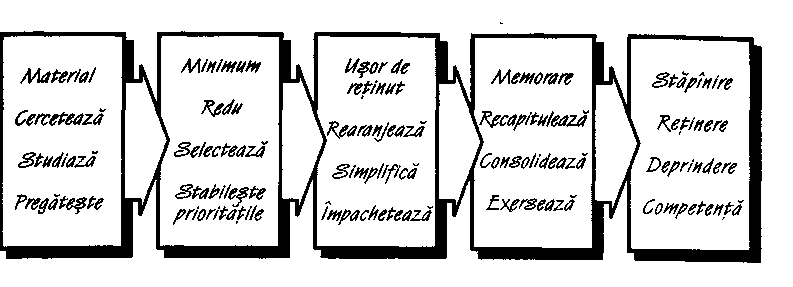 Material
Cercetează
Studiază
Pregătește
Minimum
Redu
Selectează
Stabilește
prioritățile
Ușor de
reținut
Rearanjează
Simplifică
Împachetează
Memorare
Recapitulează
Consolidează
Exersează
Stăpînire
Reținere
Deprindere
Competență